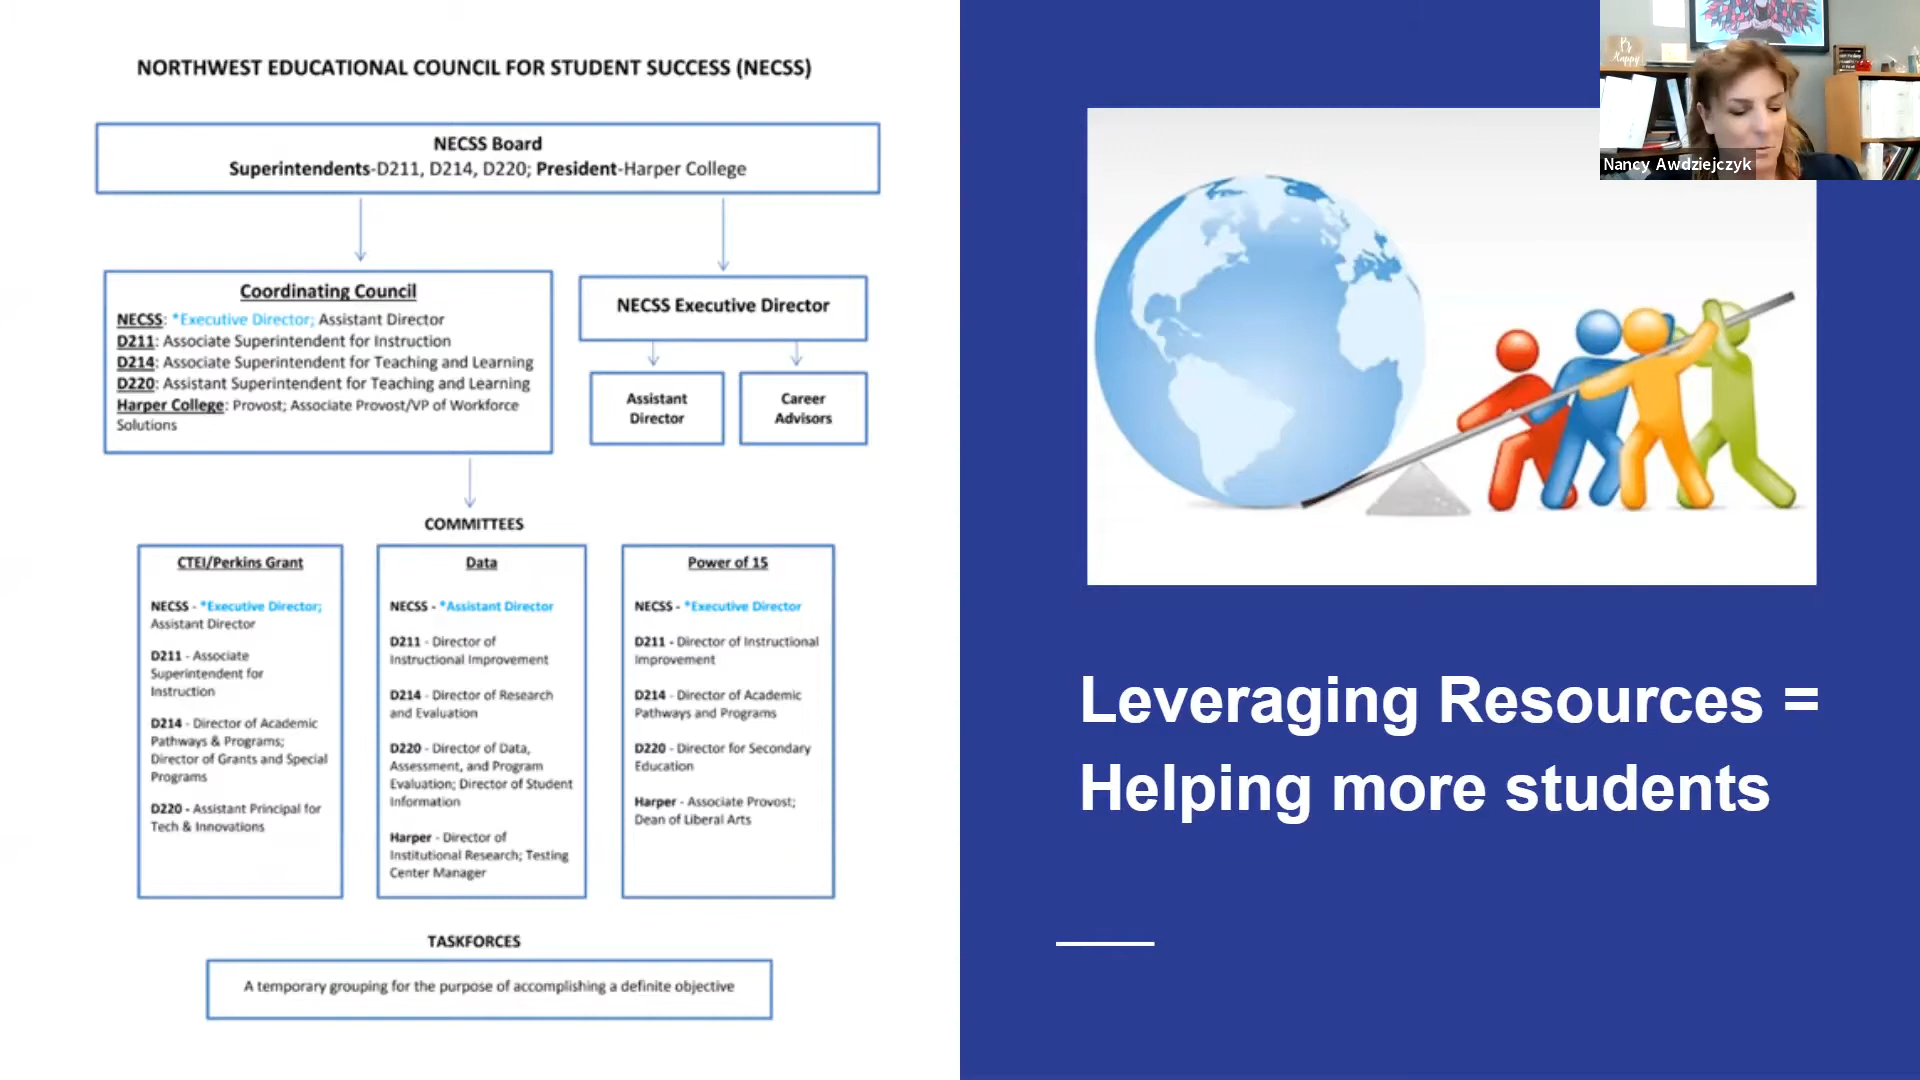 NORTHWEST EDUCATIONAL COUNCIL FOR STUDENT SUCCESS (NECSS)
NECSS Board
Superintendents-D211, D214, D220; President-Harper College
Coordinating Council
NECSS: *Executive Director; Assistant Director
D211: Associate Superintendent for Instruction
D214: Associate Superintendent for Teaching and Learning
D220: Assistant Superintendent for Teaching and Learning
Harper College: Provost; Associate Provost/VP of Workforce
Solutions
NECSS Executive Director
Assistant
Director
Career
Advisors
COMMITTEES
CTEI/Perkins Grant
NECSS - *Executive Director;
Assistant Director
D211 - Associate
Superintendent for
Instruction
D214 - Director of Academic
Pathways & Programs;
Director of Grants and Special
Programs
D220 - Assistant Principal for
Tech & Innovations
Data
NECSS - *Assistant Director
D211 - Director of
Instructional Improvement
D214 - Director of Research
and Evaluation
D220 - Director of Data,
Assessment, and Program
Evaluation; Director of Student
Information
Harper - Director of
Institutional Research; Testing
Center Manager
Power of 15
NECSS - *Executive Director
D211 - Director of Instructional
Improvement
D214 - Director of Academic
Pathways and Programs
D220 - Director for Secondary
Education
Harper - Associate Provost;
Dean of Liberal Arts
TASKFORCES
A temporary grouping for the purpose of accomplishing a definite objective
Leveraging Resources =
Helping more students
Happy
Nancy Awdziejczyk